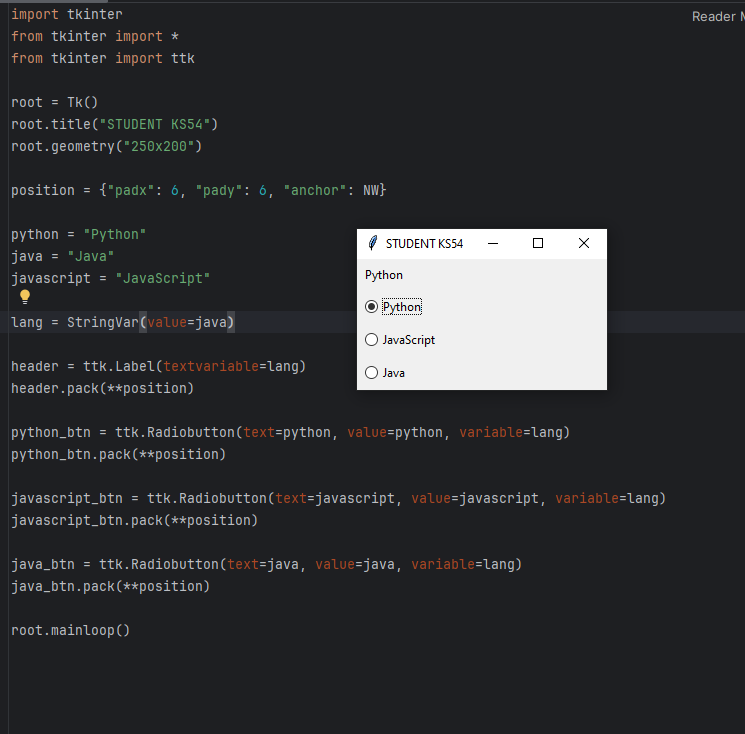 import tkinter
Reader M
from tkinter import *
from tkinter import ttk
root = Tk()
root.title("STUDENT KS54")
root.geometry("250x200")
position = {"padx": 6, "pady": 6, "anchor": NW}
python = "Python"
java = "Java"
javascript = "JavaScript"
lang = StringVar(value=java)
header = ttk.Label(textvariable=lang)
header.pack(**position)
python_btn = ttk.Radiobutton(text=python, value=python, variable=lang)
python_btn.pack(**position)
javascript_btn = ttk.Radiobutton(text=javascript, value=javascript, variable=lang)
javascript_btn.pack(**position)
java_btn = ttk.Radiobutton(text=java, value=java, variable=lang)
java_btn.pack(**position)
root.mainloop()
STUDENT KS54
Python
Python
JavaScript
Java